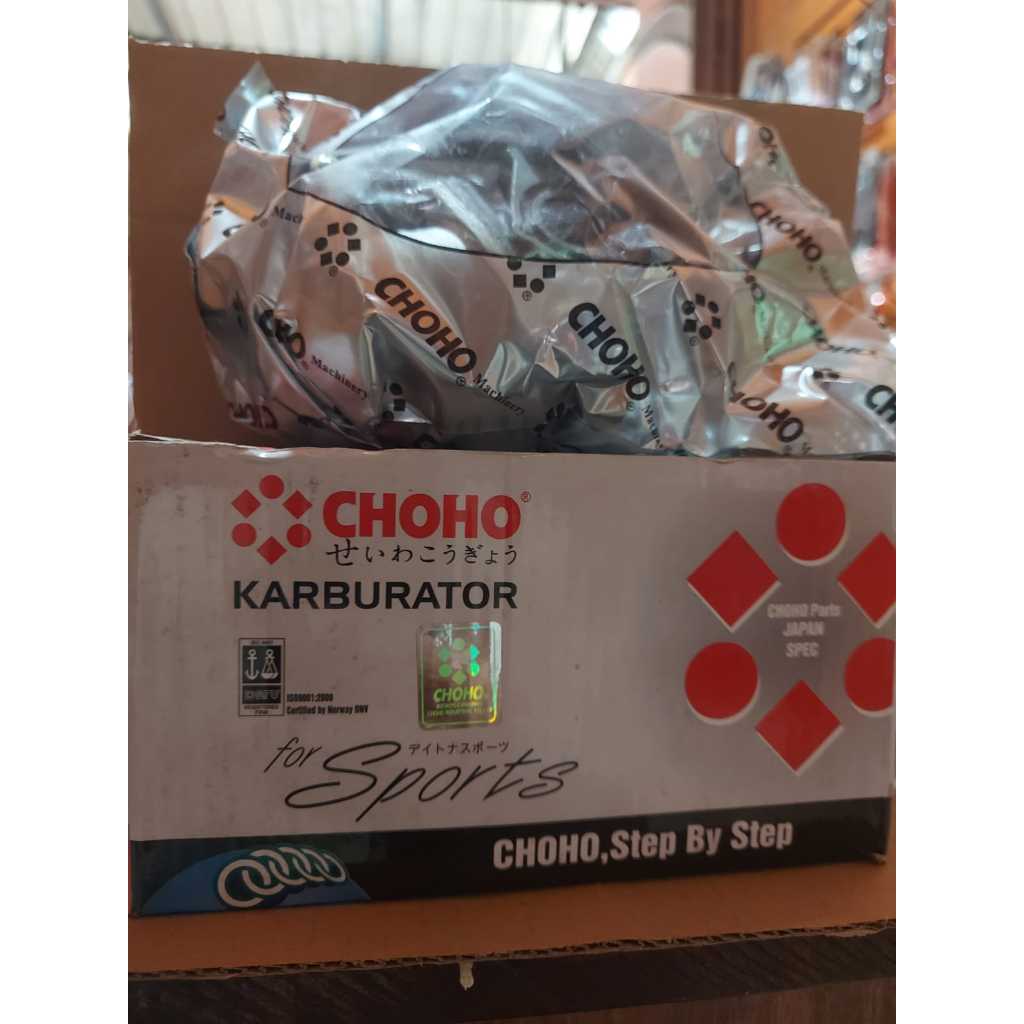 CHOHO®
Machinery
CHOHO®
Machinery
CHOHO®
CHOHO®
CHOHO®
せいわこうぎょう
KARBURATOR
ISO9001:2000
Certified by Norway DNV
CHOHO
CHOHO Parts
JAPAN
SPEC
for Sports
デイトナスポーツ
CHOHO,Step By Step